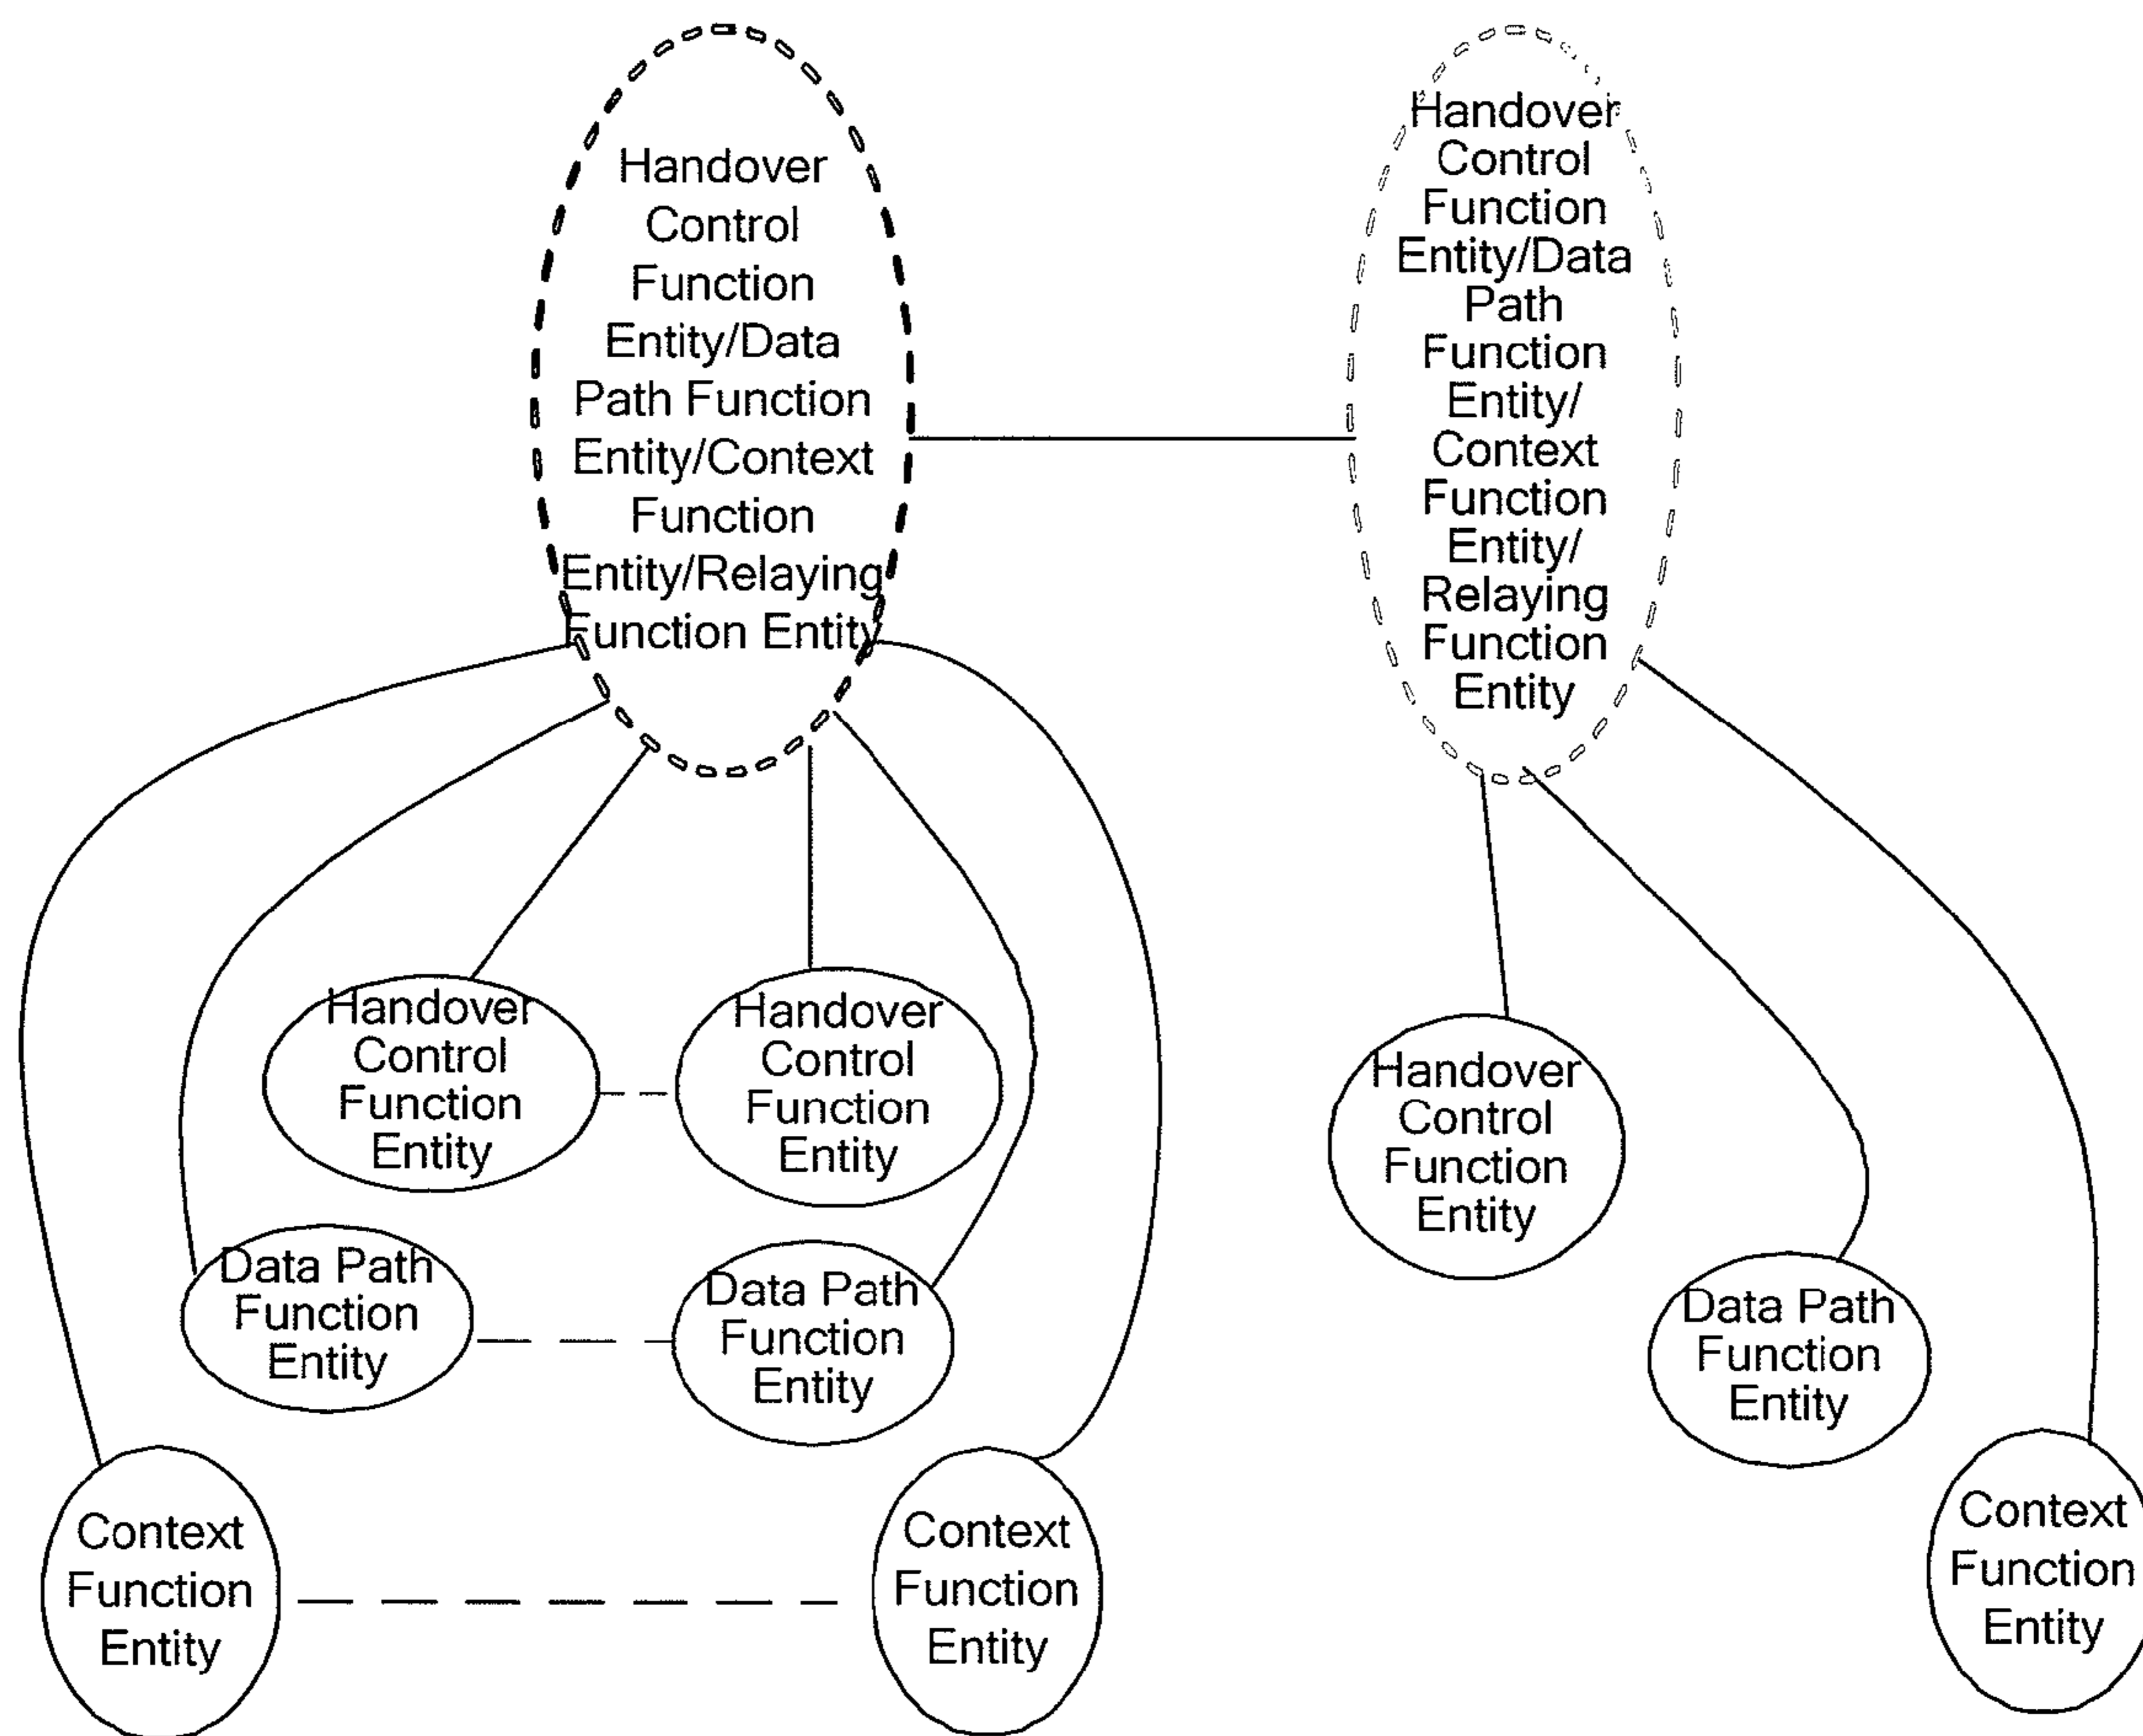 Handover
Control
Function
Entity/Data
Path Function
Entity/Context
Function
Entity/Relaying
Function Entity
Handover
Control
Function
Entity/Data
Path
Function
Entity/
Context
Function
Entity/
Relaying
Function
Entity
Handover
Control
Function
Entity
Handover
Control
Function
Entity
Handover
Control
Function
Entity
Data Path
Function
Entity
Data Path
Function
Entity
Data Path
Function
Entity
Context
Function
Entity
Context
Function
Entity
Context
Function
Entity